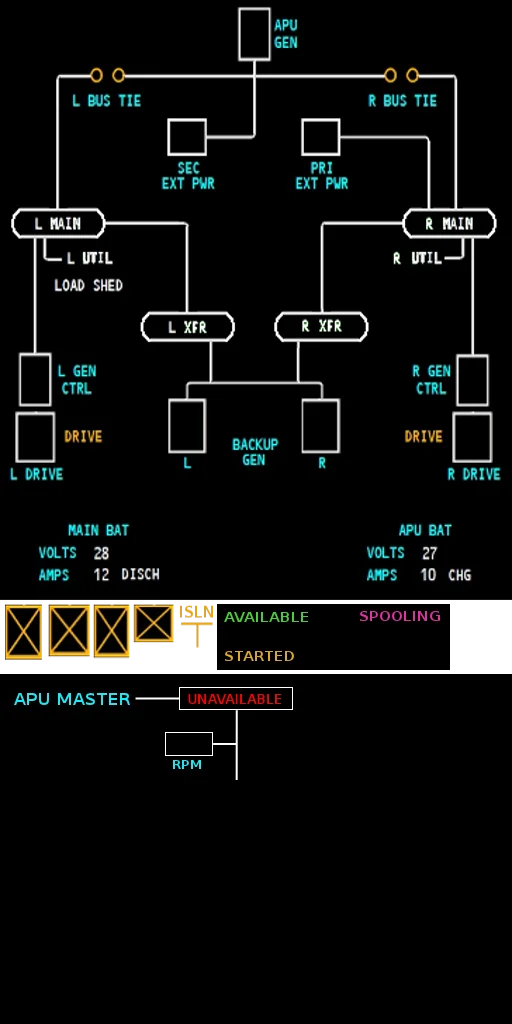 APU
GEN
L BUS TIE
R BUS TIE
SEC
EXT PWR
PRI
EXT PWR
L MAIN
R MAIN
L UTIL
R UTIL
LOAD SHED
L XFR
R XFR
L GEN
CTRL
R GEN
CTRL
DRIVE
DRIVE
BACKUP
GEN
L
R
L DRIVE
R DRIVE
MAIN BAT
APU BAT
VOLTS 28
VOLTS 27
AMPS 12 DISCH
AMPS 10 CHG
ISLN
AVAILABLE
SPOOLING
STARTED
APU MASTER
UNAVAILABLE
RPM